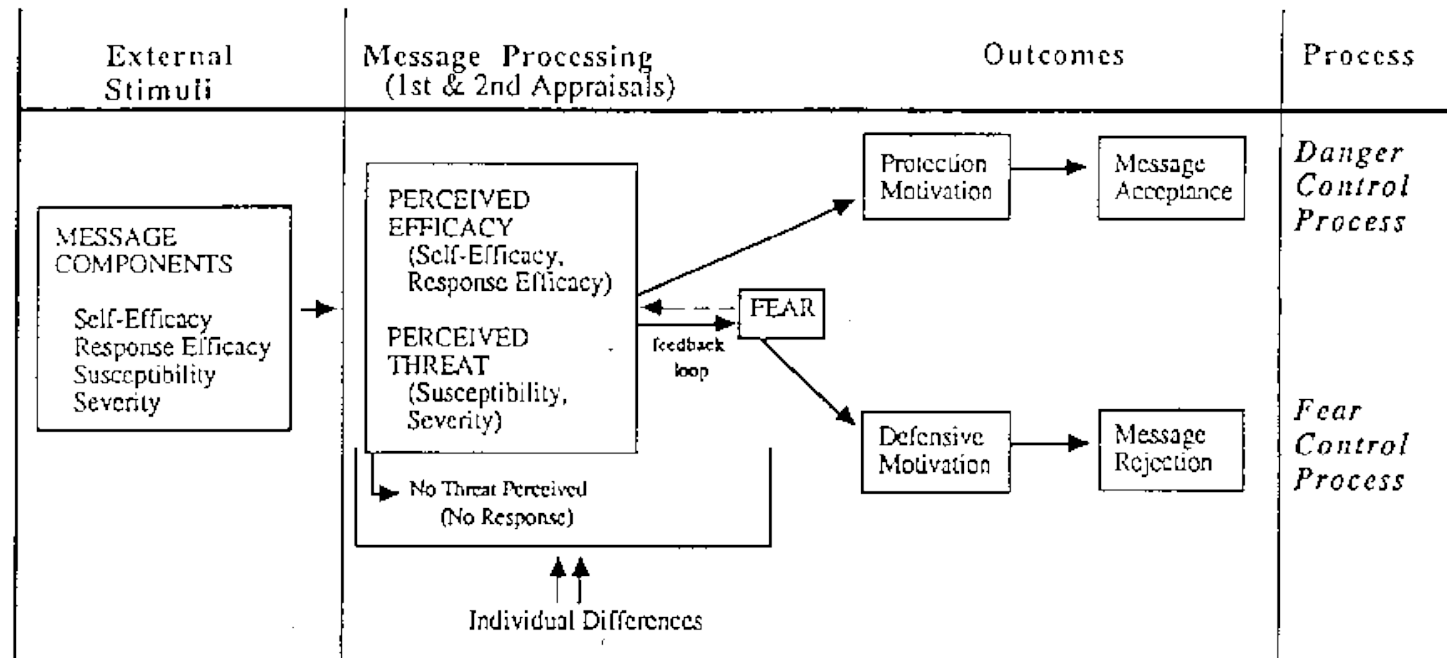 External
Stimuli
Message Processing
(1st & 2nd Appraisals)
Outcomes
Process
MESSAGE
COMPONENTS
Self-Efficacy
Response Efficacy
Susceptibility
Severity
PERCEIVED
EFFICACY
(Self-Efficacy,
Response Efficacy)
PERCEIVED
THREAT
(Susceptibility,
Severity)
No Threat Perceived
(No Response)
Individual Differences
FEAR
feedback
loop
Protection
Motivation
Message
Acceptance
Defensive
Motivation
Message
Rejection
Danger
Control
Process
Fear
Control
Process